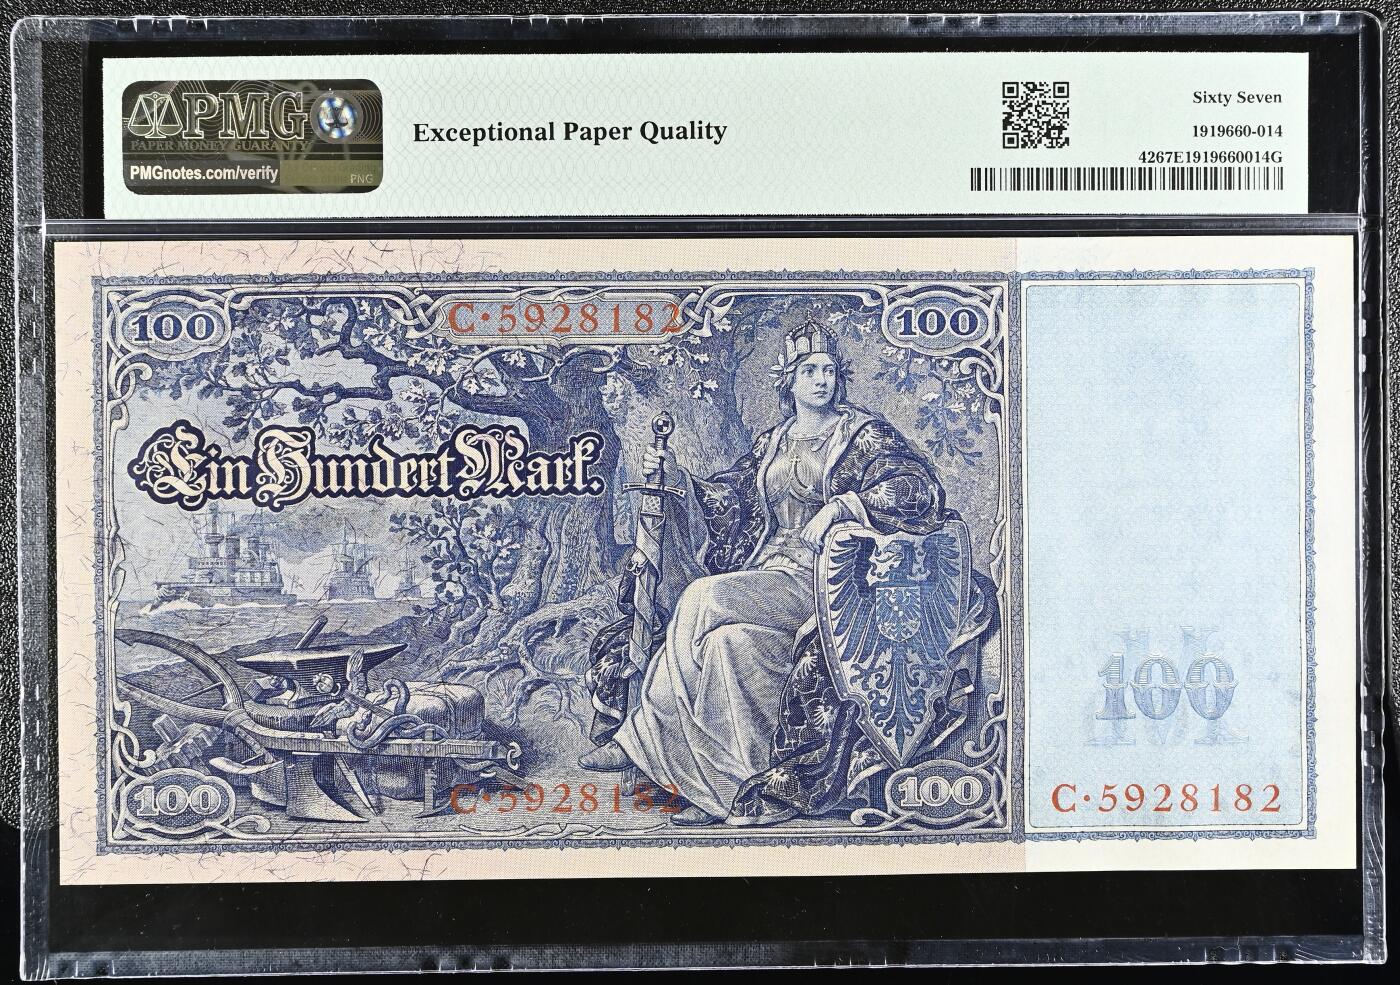 PMG
PAPER MONEY GUARANTY
PMGnotes.com/verify
PNG
Exceptional Paper Quality
Sixty Seven
1919660-014
4267E1919660014G
100
C·5928182
100
Ein Hundert Mark.
100
100
C·5928182
100
C·5928182